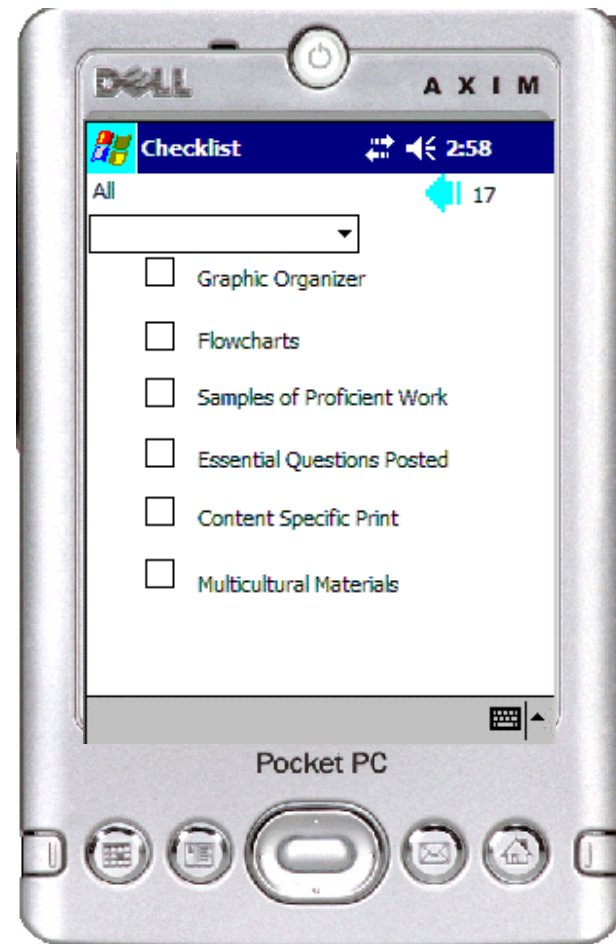 DELL
AXIM
Checklist 2:58
All 17
Graphic Organizer
Flowcharts
Samples of Proficient Work
Essential Questions Posted
Content Specific Print
Multicultural Materials
Pocket PC